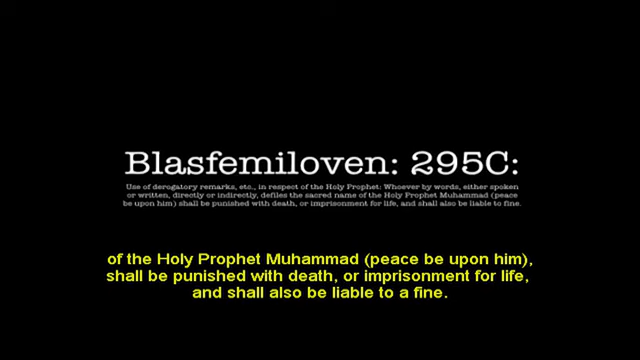 Blasfemiloven: 295C:
Use of derogatory remarks, etc., in respect of the Holy Prophet: Whoever by words, either spoken
or written, directly or indirectly, defiles the sacred name of the Holy Prophet Muhammad (peace
be upon him) shall be punished with death, or imprisonment for life, and shall also be liable to fine.
of the Holy Prophet Muhammad (peace be upon him),
shall be punished with death, or imprisonment for life,
and shall also be liable to a fine.